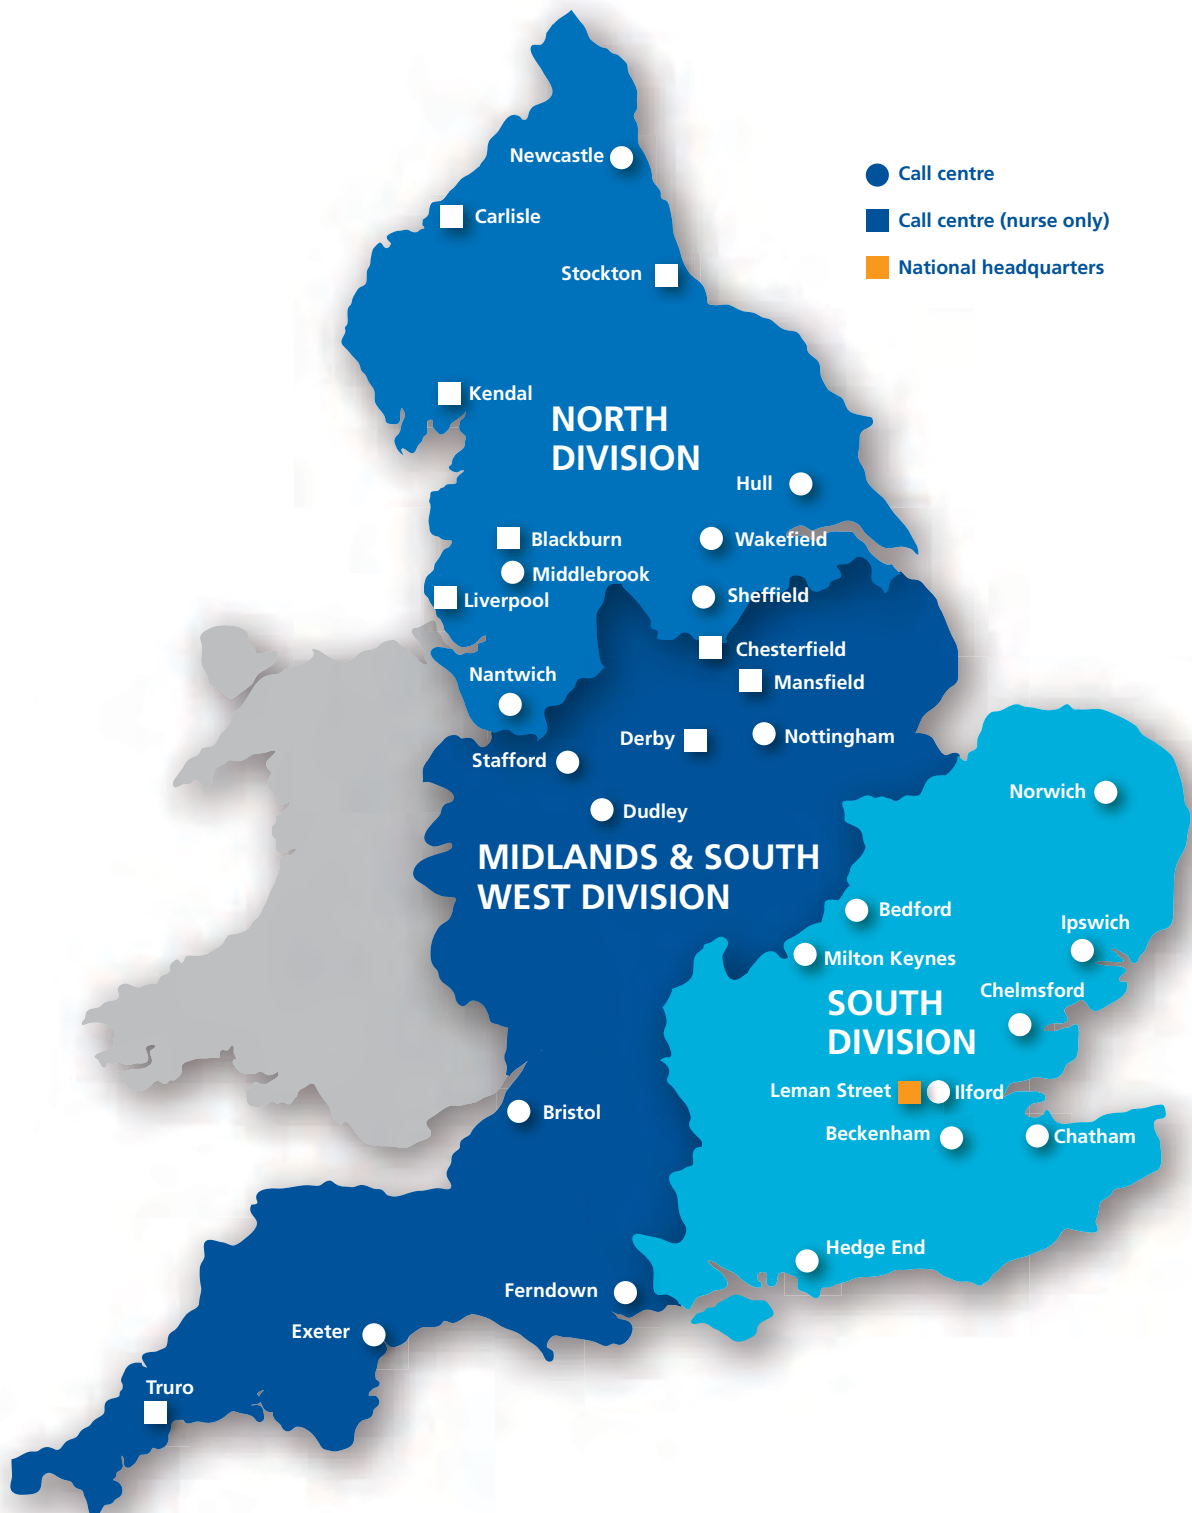 Newcastle
Call centre
Carlisle
Call centre (nurse only)
National headquarters
Stockton
Kendal
NORTH
DIVISION
Hull
Blackburn
Wakefield
Middlebrook
Liverpool
Sheffield
Chesterfield
Nantwich
Mansfield
Derby
Nottingham
Stafford
Norwich
Dudley
MIDLANDS & SOUTH
WEST DIVISION
Bedford
Ipswich
Milton Keynes
Chelmsford
SOUTH
DIVISION
Leman Street
Ilford
Bristol
Beckenham
Chatham
Hedge End
Ferndown
Exeter
Truro